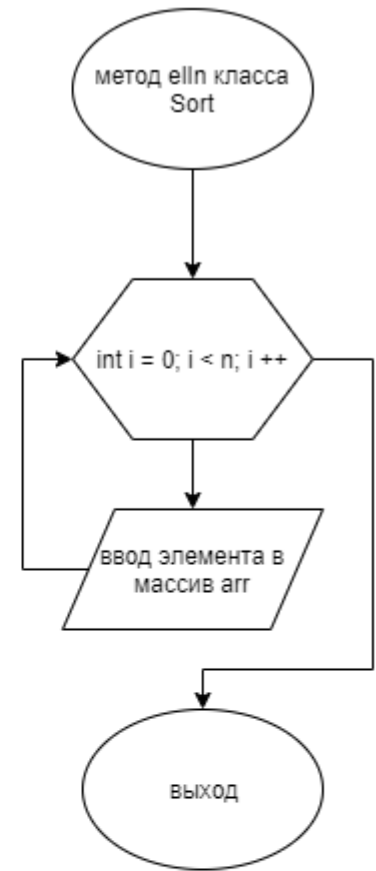 метод elIn класса
Sort
int i = 0; i < n; i ++
ввод элемента в
массив arr
выход